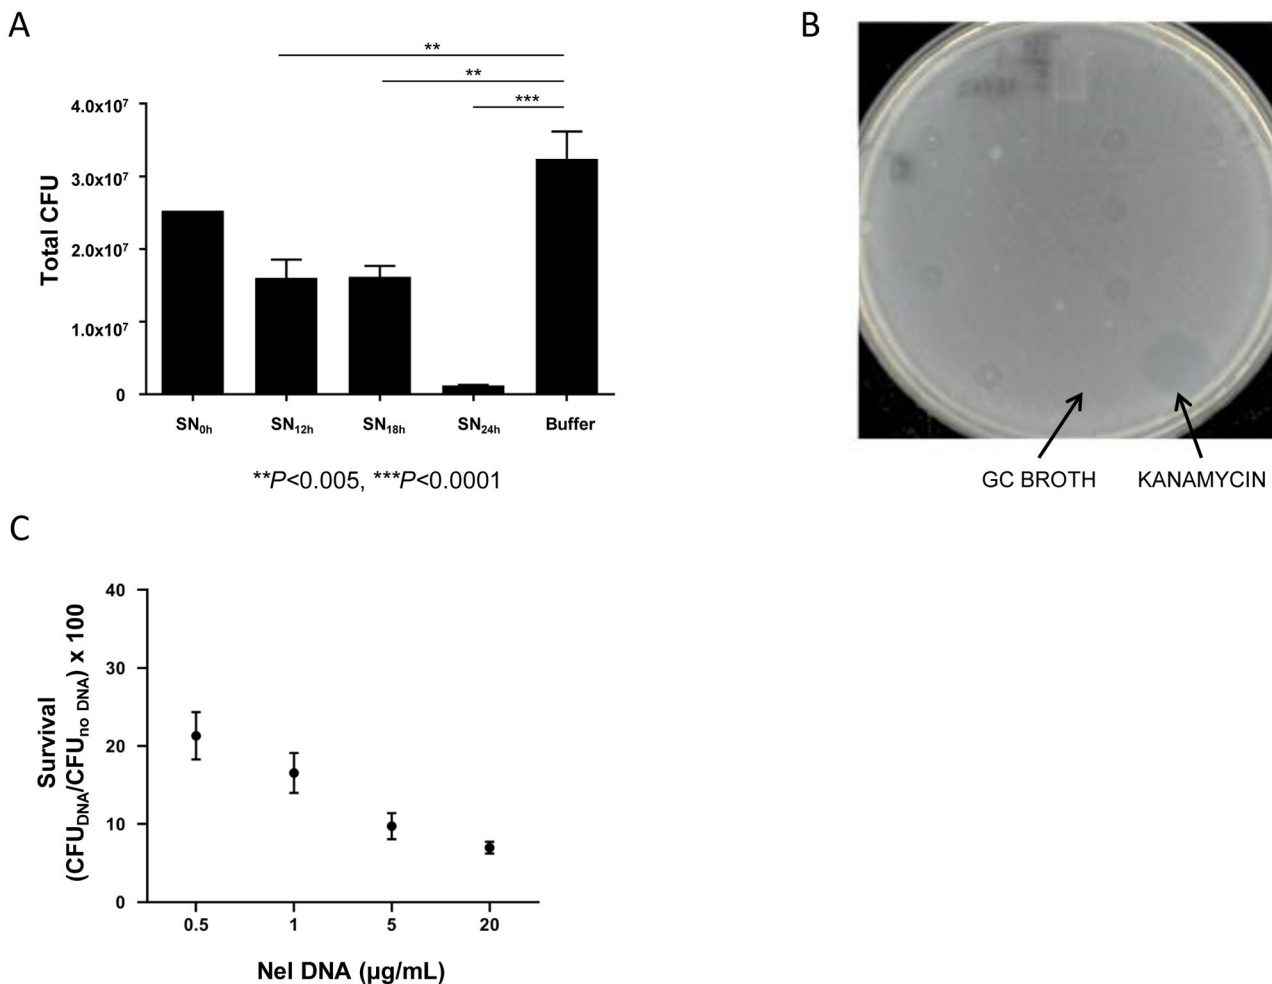 A
**
**
***
4.0x10⁷
3.0x10⁷
2.0x10⁷
1.0x10⁷
0
Total CFU
SN0h
SN12h
SN18h
SN24h
Buffer
**P<0.005, ***P<0.0001
B
GC BROTH
KANAMYCIN
C
40
30
20
10
0
Survival
(CFUDNA/CFUno DNA) x 100
0.5
1
5
20
Nel DNA (µg/mL)